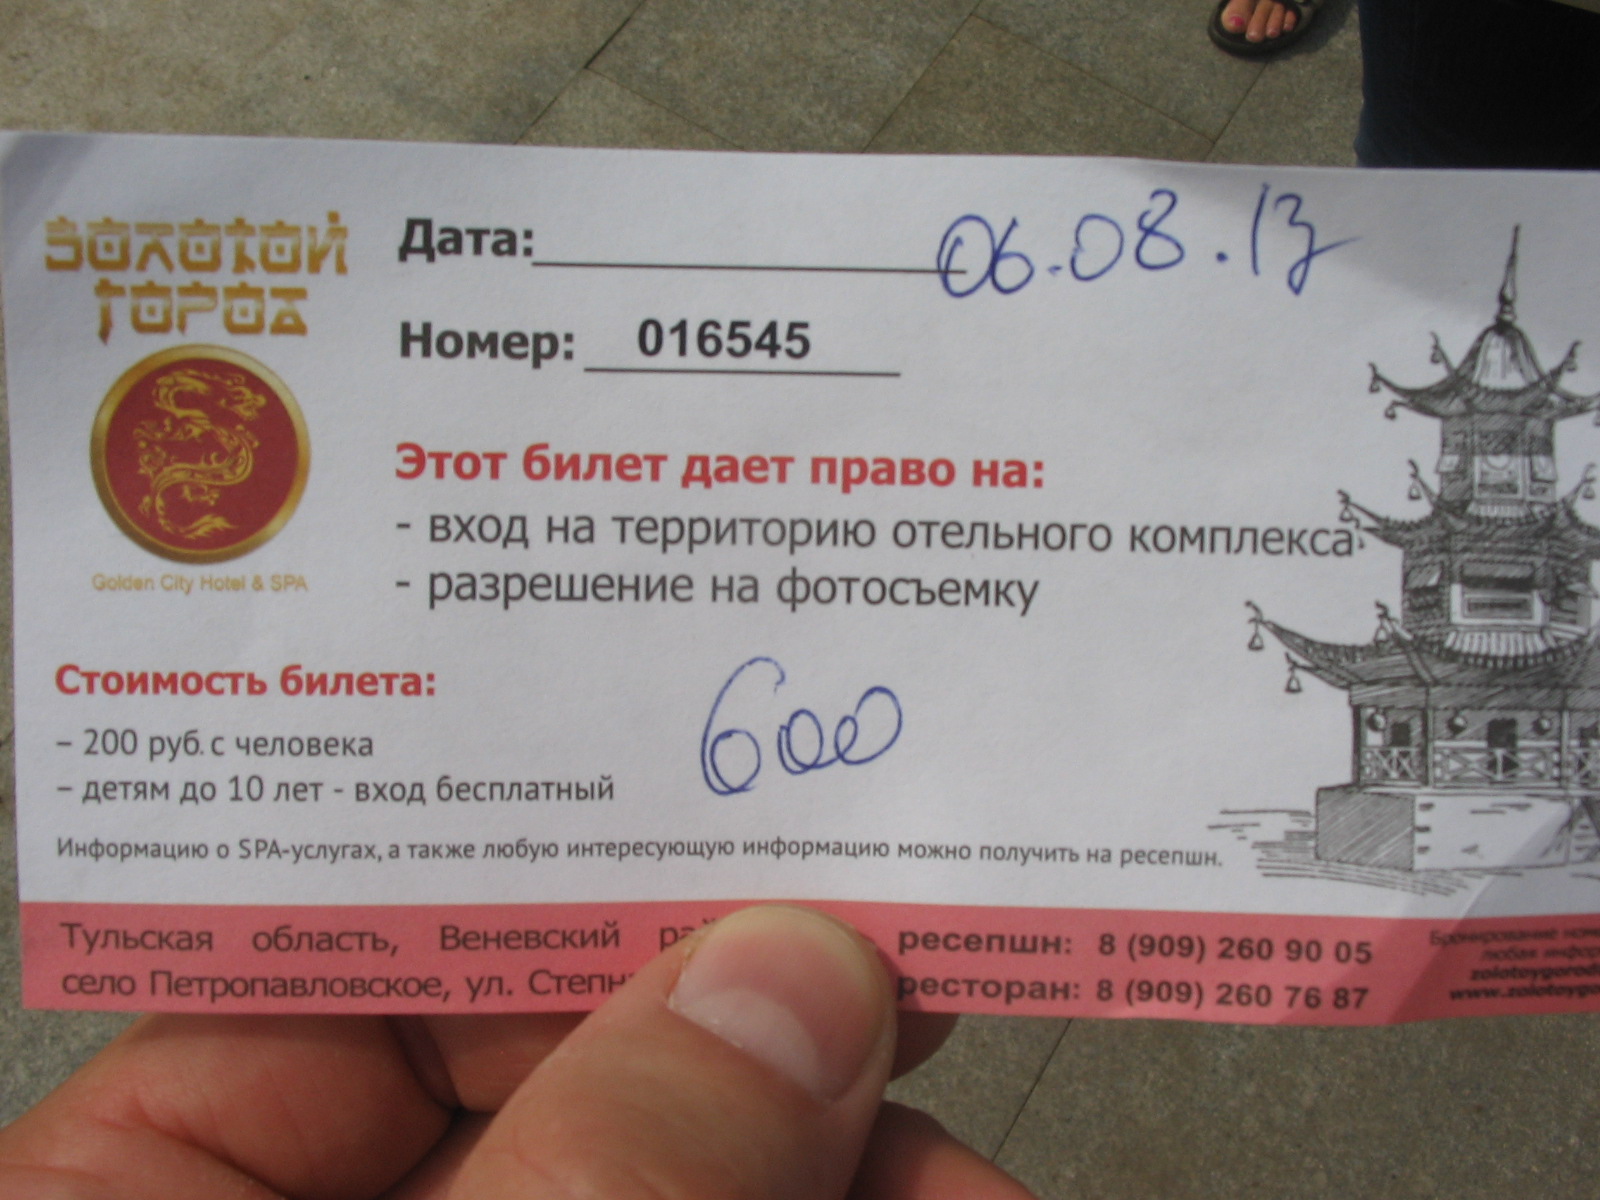 ЗОЛОТОЙ
ГОРОД
Golden City Hotel & SPA
Дата: 06.08.13
Номер: 016545
Этот билет дает право на:
- вход на территорию отельного комплекса
- разрешение на фотосъемку
Стоимость билета:
– 200 руб. с человека
– детям до 10 лет - вход бесплатный
600
Информацию о SPA-услугах, а также любую интересующую информацию можно получить на ресепшн.
Тульская область, Веневский
село Петропавловское, ул.
ресепшн: 8 (909) 260 90 05
ресторан: 8 (909) 260 76 87
Бронирование
любая